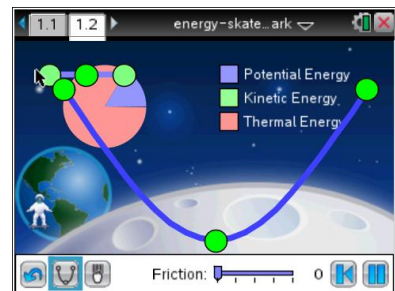 1.1 1.2 energy-skate…ark
Potential Energy
Kinetic Energy
Thermal Energy
Friction: 0